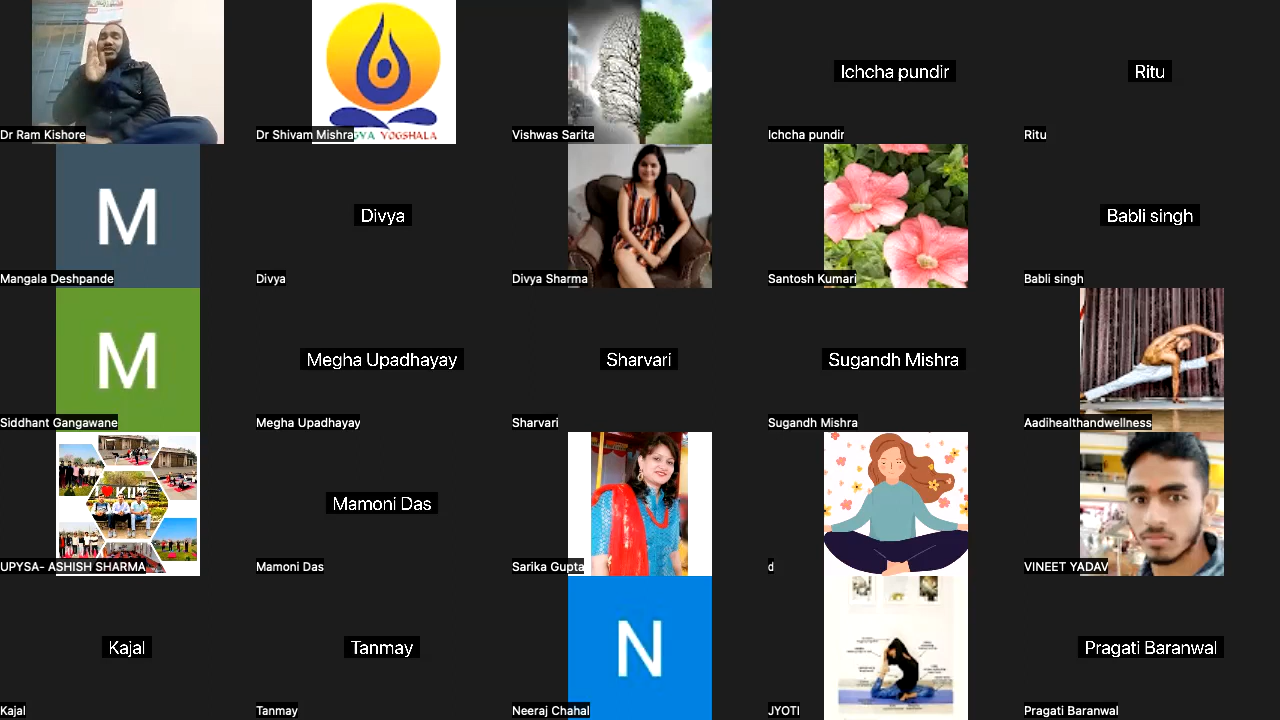 Dr Ram Kishore
GYA YOGSHALA
Dr Shivam Mishra
Vishwas Sarita
Ichcha pundir
Ichcha pundir
Ritu
Ritu
M
Mangala Deshpande
Divya
Divya
Divya Sharma
Santosh Kumari
Babli singh
Babli singh
M
Siddhant Gangawane
Megha Upadhayay
Megha Upadhayay
Sharvari
Sharvari
Sugandh Mishra
Sugandh Mishra
Aadihealthandwellness
UPYSA- ASHISH SHARMA
Mamoni Das
Mamoni Das
Sarika Gupta
d
VINEET YADAV
Kajal
Kajal
Tanmay
Tanmay
N
Neeraj Chahal
JYOTI
Pragati Baranwal
Pragati Baranwal